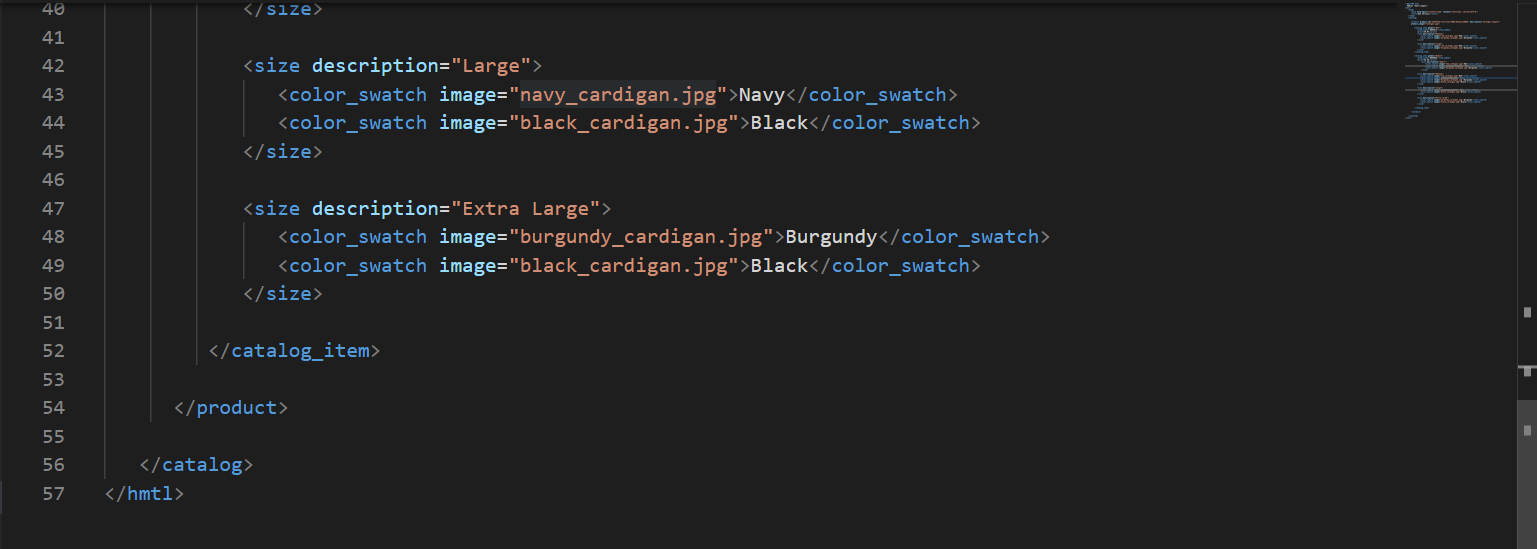 40 </size>
41
42 <size description="Large">
43 <color_swatch image="navy_cardigan.jpg">Navy</color_swatch>
44 <color_swatch image="black_cardigan.jpg">Black</color_swatch>
45 </size>
46
47 <size description="Extra Large">
48 <color_swatch image="burgundy_cardigan.jpg">Burgundy</color_swatch>
49 <color_swatch image="black_cardigan.jpg">Black</color_swatch>
50 </size>
51
52 </catalog_item>
53
54 </product>
55
56 </catalog>
57 </hmtl>